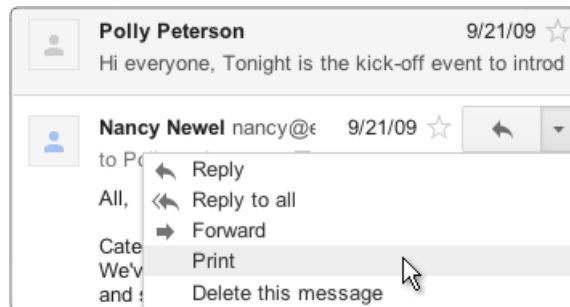 Polly Peterson 9/21/09
Hi everyone, Tonight is the kick-off event to introd
Nancy Newel nancy@e 9/21/09
to Po
All,
Reply
Reply to all
Forward
Cate
Print
We'v
and s
Delete this message